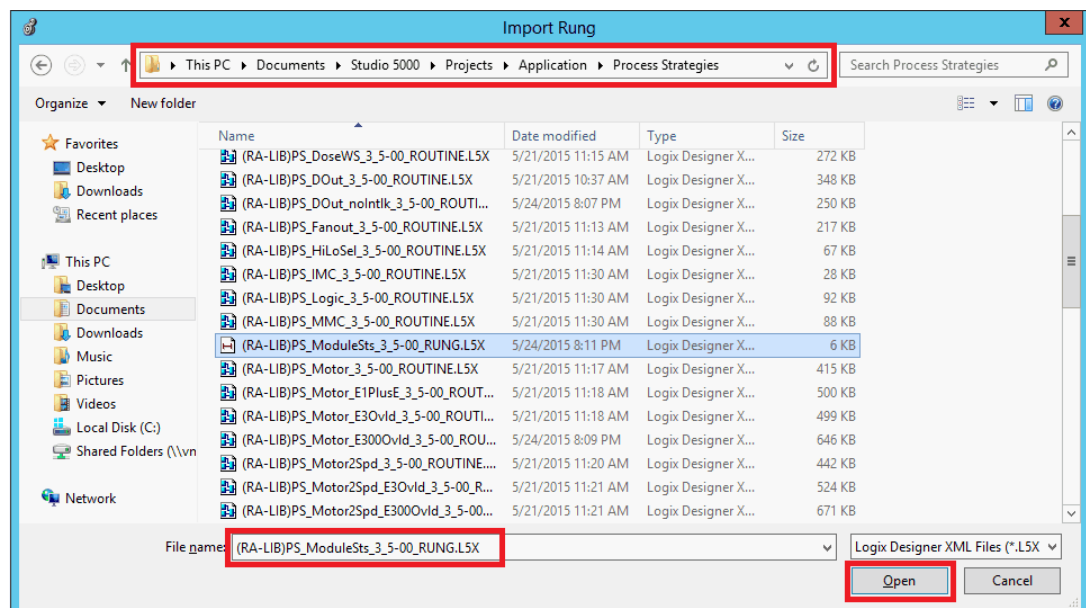 Import Rung
x
This PC Documents Studio 5000 Projects Application Process Strategies
Search Process Strategies
Organize New folder
Favorites
Desktop
Downloads
Recent places
This PC
Desktop
Documents
Downloads
Music
Pictures
Videos
Local Disk (C:)
Shared Folders (\\vn
Network
Name Date modified Type Size
(RA-LIB)PS_DoseWS_3_5-00_ROUTINE.L5X 5/21/2015 11:15 AM Logix Designer X... 272 KB
(RA-LIB)PS_DOut_3_5-00_ROUTINE.L5X 5/21/2015 10:37 AM Logix Designer X... 348 KB
(RA-LIB)PS_DOut_noIntlk_3_5-00_ROUTI... 5/24/2015 8:07 PM Logix Designer X... 250 KB
(RA-LIB)PS_Fanout_3_5-00_ROUTINE.L5X 5/21/2015 11:13 AM Logix Designer X... 217 KB
(RA-LIB)PS_HiLoSel_3_5-00_ROUTINE.L5X 5/21/2015 11:14 AM Logix Designer X... 67 KB
(RA-LIB)PS_IMC_3_5-00_ROUTINE.L5X 5/21/2015 11:30 AM Logix Designer X... 28 KB
(RA-LIB)PS_Logic_3_5-00_ROUTINE.L5X 5/21/2015 11:30 AM Logix Designer X... 92 KB
(RA-LIB)PS_MMC_3_5-00_ROUTINE.L5X 5/21/2015 11:30 AM Logix Designer X... 88 KB
(RA-LIB)PS_ModuleSts_3_5-00_RUNG.L5X 5/24/2015 8:11 PM Logix Designer X... 6 KB
(RA-LIB)PS_Motor_3_5-00_ROUTINE.L5X 5/21/2015 11:17 AM Logix Designer X... 415 KB
(RA-LIB)PS_Motor_E1PlusE_3_5-00_ROUT... 5/21/2015 11:18 AM Logix Designer X... 500 KB
(RA-LIB)PS_Motor_E3Ovld_3_5-00_ROUTI... 5/21/2015 11:18 AM Logix Designer X... 499 KB
(RA-LIB)PS_Motor_E300Ovld_3_5-00_ROU... 5/24/2015 8:09 PM Logix Designer X... 646 KB
(RA-LIB)PS_Motor2Spd_3_5-00_ROUTINE.... 5/21/2015 11:20 AM Logix Designer X... 442 KB
(RA-LIB)PS_Motor2Spd_E3Ovld_3_5-00_R... 5/21/2015 11:21 AM Logix Designer X... 524 KB
(RA-LIB)PS_Motor2Spd_E300Ovld_3_5-00... 5/21/2015 11:21 AM Logix Designer X... 671 KB
File name: (RA-LIB)PS_ModuleSts_3_5-00_RUNG.L5X Logix Designer XML Files (*.L5X
Open Cancel